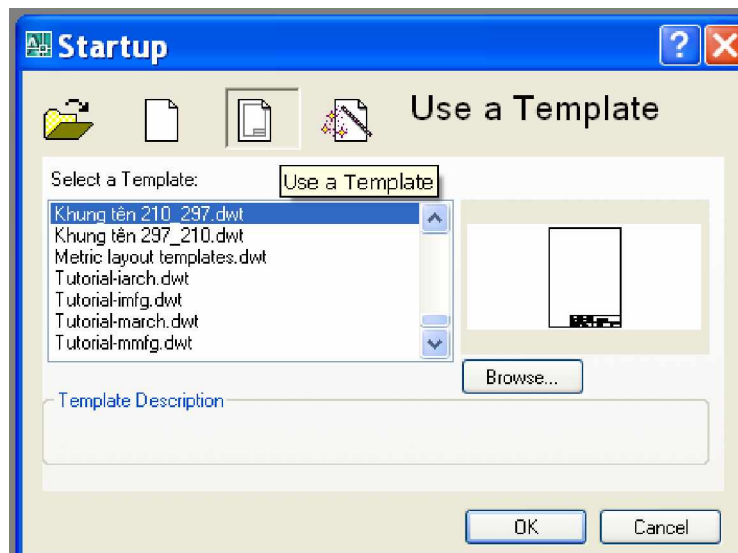 Startup
Use a Template
Select a Template:
Use a Template
Khung tên 210_297.dwt
Khung tên 297_210.dwt
Metric layout templates.dwt
Tutorial-iarch.dwt
Tutorial-imfg.dwt
Tutorial-march.dwt
Tutorial-mmfg.dwt
Browse...
Template Description
OK
Cancel